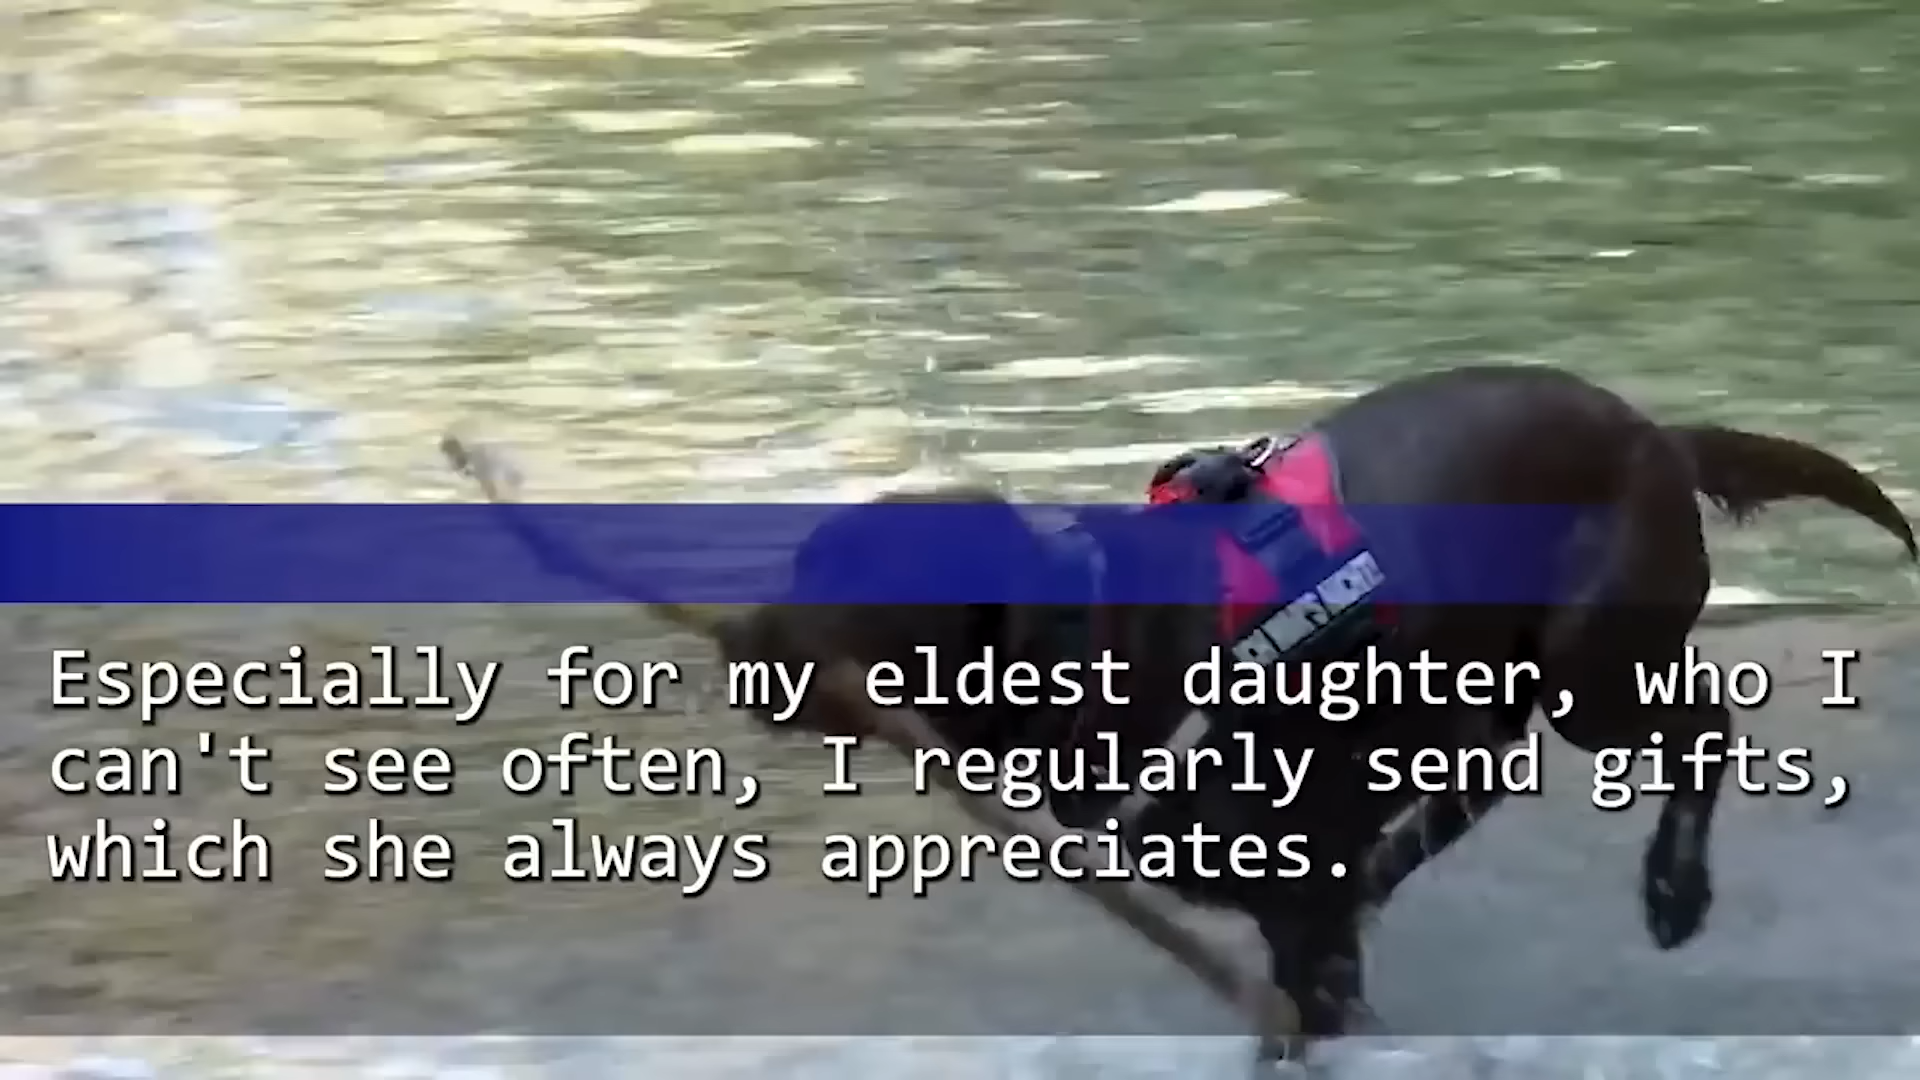 Especially for my eldest daughter, who I
can't see often, I regularly send gifts,
which she always appreciates.